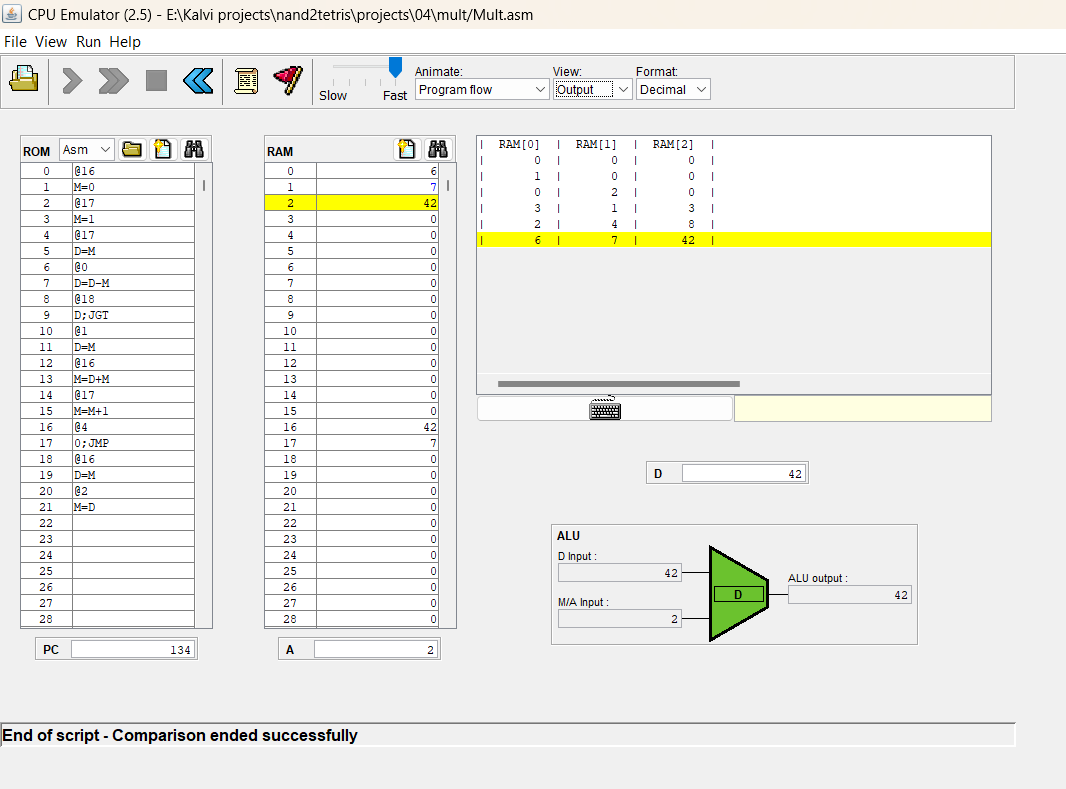 CPU Emulator (2.5) - E:\Kalvi projects\nand2tetris\projects\04\mult/Mult.asm
File View Run Help
Slow Fast
Animate: View: Format:
Program flow Output Decimal
ROM Asm
0 @16
1 M=0
2 @17
3 M=1
4 @17
5 D=M
6 @0
7 D=D-M
8 @18
9 D;JGT
10 @1
11 D=M
12 @16
13 M=D+M
14 @17
15 M=M+1
16 @4
17 0;JMP
18 @16
19 D=M
20 @2
21 M=D
22
23
24
25
26
27
28
PC 134
RAM
0 6
1 7
2 42
3 0
4 0
5 0
6 0
7 0
8 0
9 0
10 0
11 0
12 0
13 0
14 0
15 0
16 42
17 7
18 0
19 0
20 0
21 0
22 0
23 0
24 0
25 0
26 0
27 0
28 0
A 2
| RAM[0] | RAM[1] | RAM[2] |
| 0 | 0 | 0 |
| 1 | 0 | 0 |
| 0 | 2 | 0 |
| 3 | 1 | 3 |
| 2 | 4 | 8 |
| 6 | 7 | 42 |
D 42
ALU
D Input :
42
M/A Input :
2
D
ALU output :
42
End of script - Comparison ended successfully